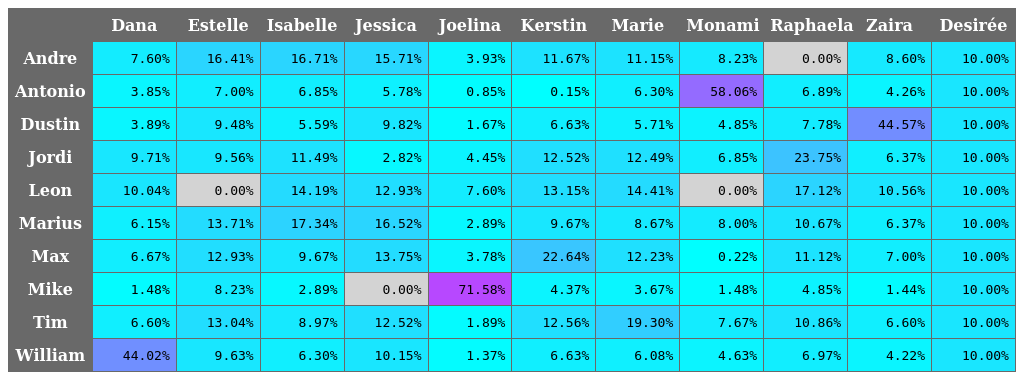 Dana Estelle Isabelle Jessica Joelina Kerstin Marie Monami Raphaela Zaira Desirée
Andre 7.60% 16.41% 16.71% 15.71% 3.93% 11.67% 11.15% 8.23% 0.00% 8.60% 10.00%
Antonio 3.85% 7.00% 6.85% 5.78% 0.85% 0.15% 6.30% 58.06% 6.89% 4.26% 10.00%
Dustin 3.89% 9.48% 5.59% 9.82% 1.67% 6.63% 5.71% 4.85% 7.78% 44.57% 10.00%
Jordi 9.71% 9.56% 11.49% 2.82% 4.45% 12.52% 12.49% 6.85% 23.75% 6.37% 10.00%
Leon 10.04% 0.00% 14.19% 12.93% 7.60% 13.15% 14.41% 0.00% 17.12% 10.56% 10.00%
Marius 6.15% 13.71% 17.34% 16.52% 2.89% 9.67% 8.67% 8.00% 10.67% 6.37% 10.00%
Max 6.67% 12.93% 9.67% 13.75% 3.78% 22.64% 12.23% 0.22% 11.12% 7.00% 10.00%
Mike 1.48% 8.23% 2.89% 0.00% 71.58% 4.37% 3.67% 1.48% 4.85% 1.44% 10.00%
Tim 6.60% 13.04% 8.97% 12.52% 1.89% 12.56% 19.30% 7.67% 10.86% 6.60% 10.00%
William 44.02% 9.63% 6.30% 10.15% 1.37% 6.63% 6.08% 4.63% 6.97% 4.22% 10.00%